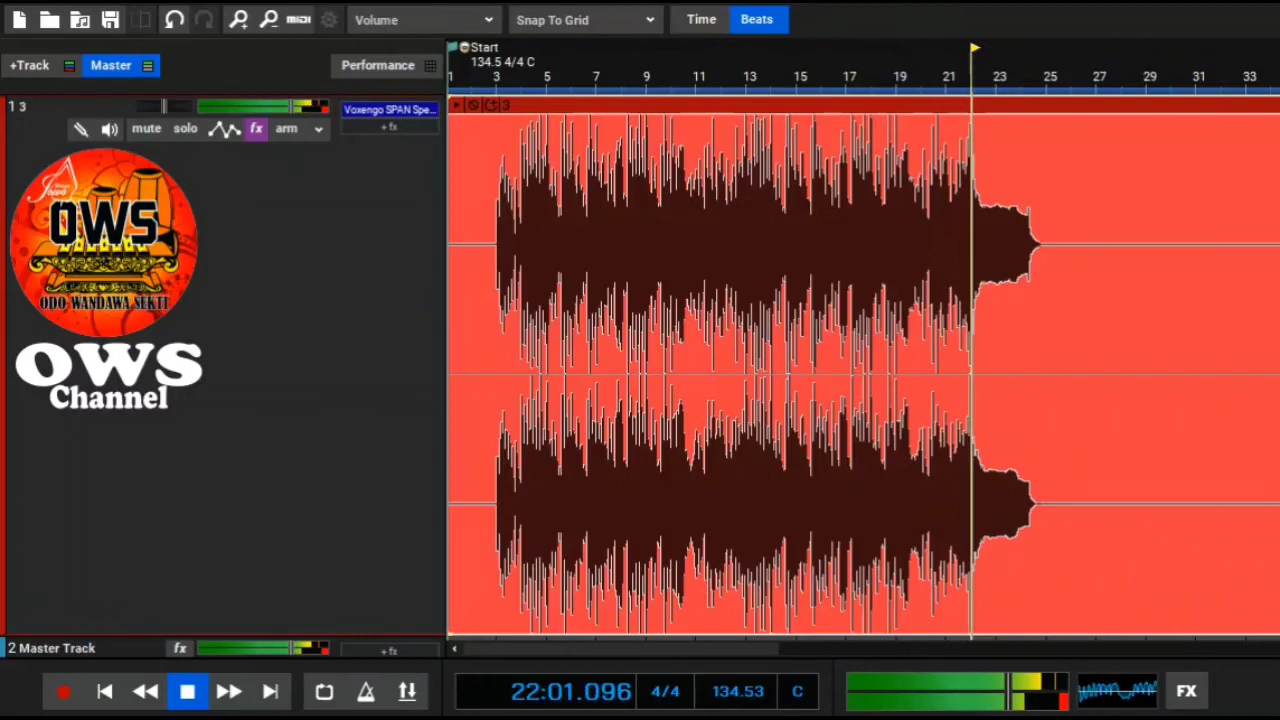 MIDI Volume Snap To Grid Time Beats
+Track Master Performance
Start
134.5 4/4 C
1 3 5 7 9 11 13 15 17 19 21 23 25 27 29 31 33
1 3
Voxengo SPAN Spe...
3
mute solo fx arm
+fx
Jowo
OWS
ODO WANDAWA SEKTI
OWS
Channel
2 Master Track fx
+fx
22:01.096 4/4 134.53 C FX